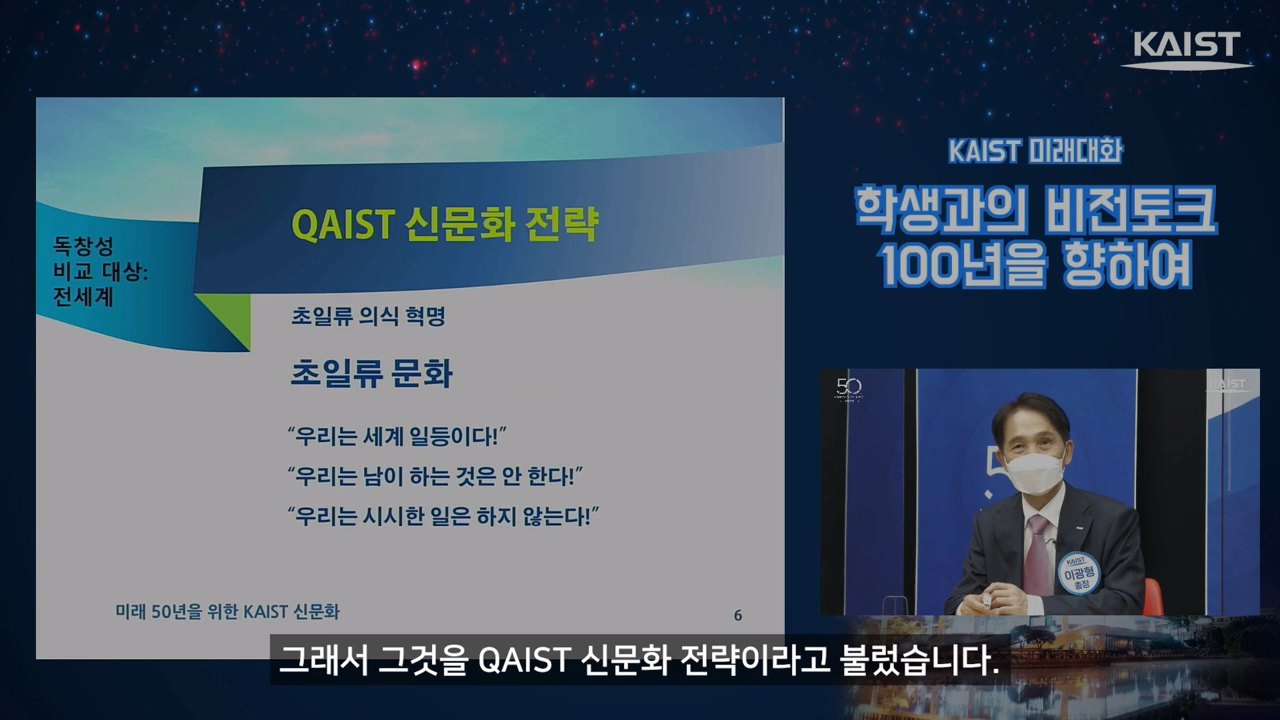 KAIST
KAIST 미래대화
학생과의 비전토크
100년을 향하여
QAIST 신문화 전략
독창성
비교 대상:
전세계
초일류 의식 혁명
초일류 문화
“우리는 세계 일등이다!”
“우리는 남이 하는 것은 안 한다!”
“우리는 시시한 일은 하지 않는다!”
미래 50년을 위한 KAIST 신문화
6
50
KAIST
5
KAIST
이광형
총장
그래서 그것을 QAIST 신문화 전략이라고 불렀습니다.